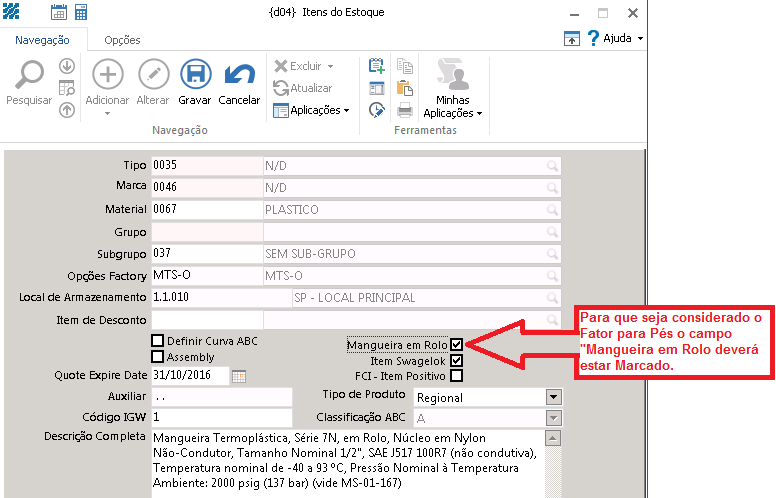 {d04} Itens do Estoque
Navegação Opções
? Ajuda
Pesquisar Adicionar Alterar Gravar Cancelar
Excluir
Atualizar
Aplicações
Minhas
Aplicações
Navegação Ferramentas
Tipo 0035 N/D
Marca 0046 N/D
Material 0067 PLASTICO
Grupo
Subgrupo 037 SEM SUB-GRUPO
Opções Factory MTS-O MTS-O
Local de Armazenamento 1.1.010 SP - LOCAL PRINCIPAL
Item de Desconto
Definir Curva ABC Mangueira em Rolo
Assembly Item Swagelok
Quote Expire Date 31/10/2016 FCI - Item Positivo
Auxiliar . . Tipo de Produto Regional
Código IGW 1 Classificação ABC A
Descrição Completa Mangueira Termoplástica, Série 7N, em Rolo, Núcleo em Nylon
Não-Condutor, Tamanho Nominal 1/2", SAE J517 100R7 (não condutiva),
Temperatura nominal de -40 a 93 ºC, Pressão Nominal à Temperatura
Ambiente: 2000 psig (137 bar) (vide MS-01-167)
Para que seja considerado o
Fator para Pés o campo
"Mangueira em Rolo deverá
estar Marcado.